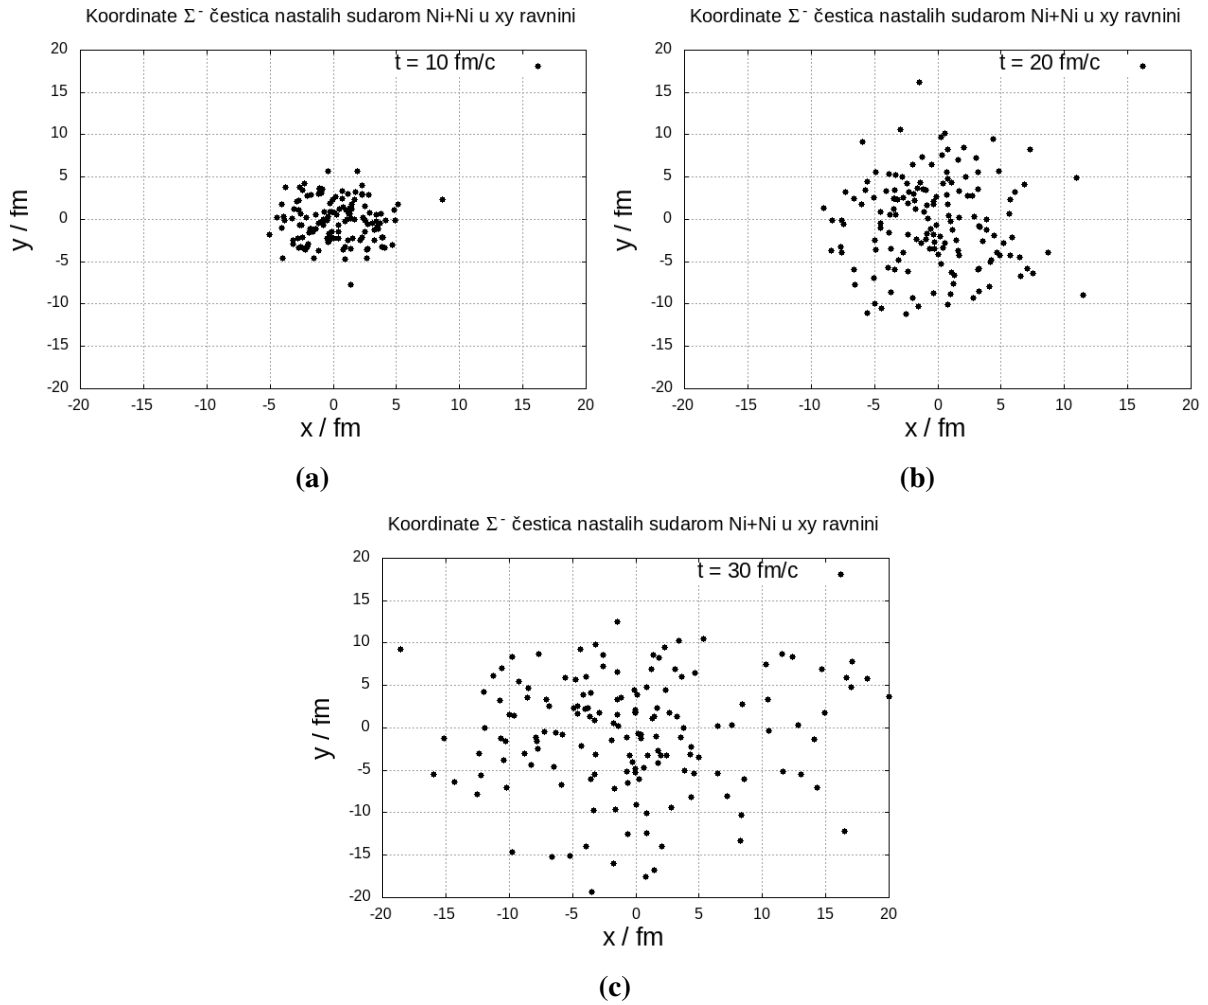 Koordinate Σ⁻ čestica nastalih sudarom Ni+Ni u xy ravnini
t = 10 fm/c
20
15
10
5
0
-5
-10
-15
-20
y / fm
-20 -15 -10 -5 0 5 10 15 20
x / fm
(a)
Koordinate Σ⁻ čestica nastalih sudarom Ni+Ni u xy ravnini
t = 20 fm/c
20
15
10
5
0
-5
-10
-15
-20
y / fm
-20 -15 -10 -5 0 5 10 15 20
x / fm
(b)
Koordinate Σ⁻ čestica nastalih sudarom Ni+Ni u xy ravnini
t = 30 fm/c
20
15
10
5
0
-5
-10
-15
-20
y / fm
-20 -15 -10 -5 0 5 10 15 20
x / fm
(c)